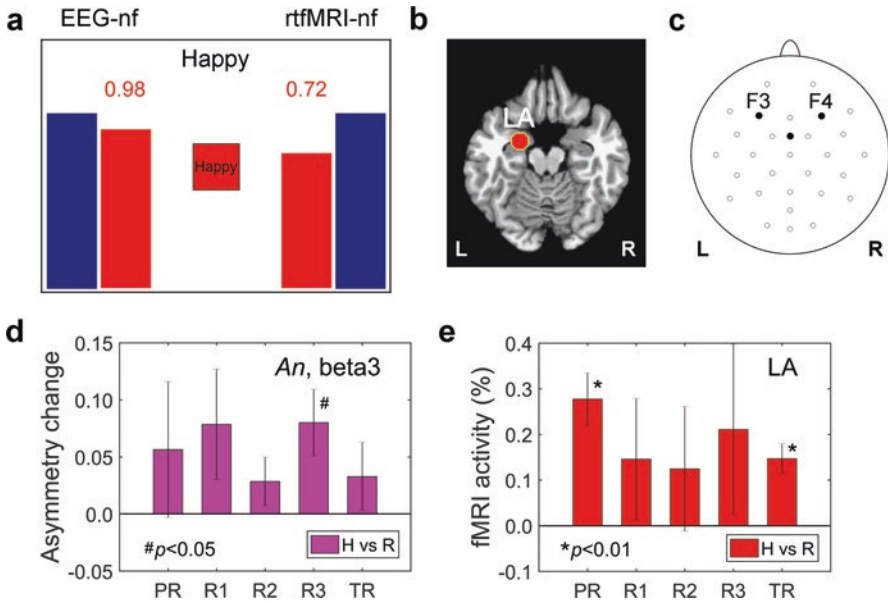 a
EEG-nf rtfMRI-nf
Happy
0.98 0.72
Happy
b
LA
L R
c
F3 F4
L R
d
Asymmetry change
0.15
0.10
0.05
0.0
-0.05
An, beta3
#
#p<0.05
H vs R
PR R1 R2 R3 TR
e
fMRI activity (%)
0.4
0.3
0.2
0.1
0.0
-0.1
LA
*
*
*p<0.01
H vs R
PR R1 R2 R3 TR